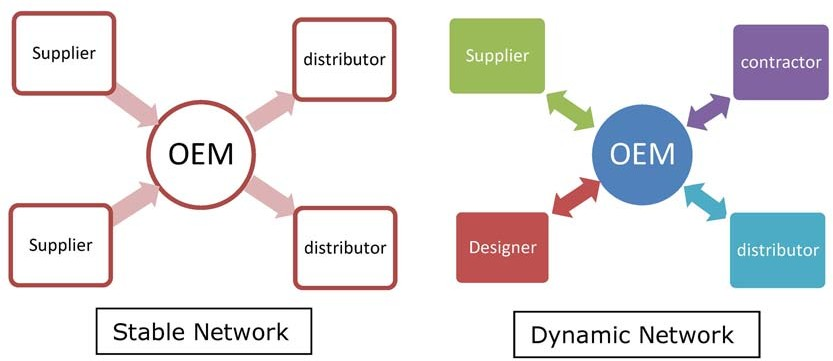 Supplier
distributor
OEM
Supplier
distributor
Stable Network
Supplier
contractor
OEM
Designer
distributor
Dynamic Network